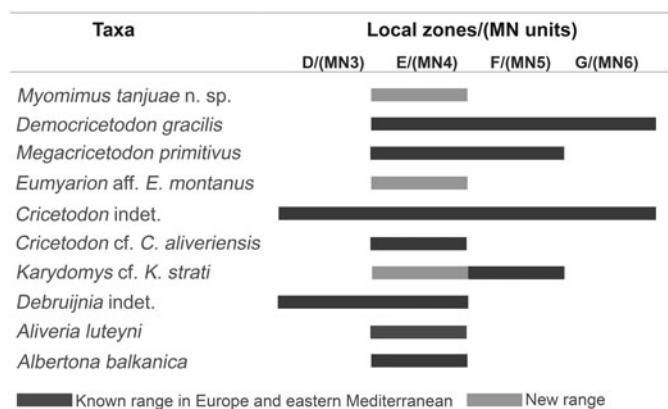 Taxa Local zones/(MN units)
D/(MN3) E/(MN4) F/(MN5) G/(MN6)
Myomimus tanjuae n. sp.
Democricetodon gracilis
Megacricetodon primitivus
Eumyarion aff. E. montanus
Cricetodon indet.
Cricetodon cf. C. aliveriensis
Karydomys cf. K. strati
Debruijnia indet.
Aliveria luteyni
Albertona balkanica
Known range in Europe and eastern Mediterranean New range